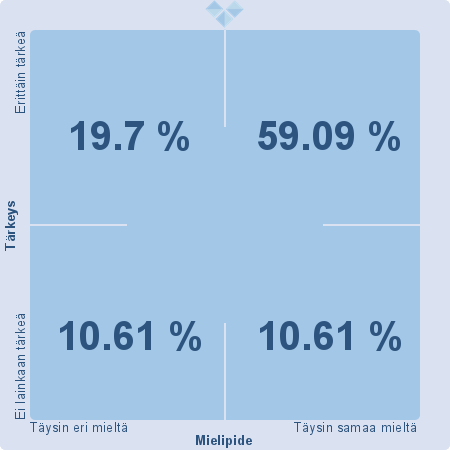 Erittäin tärkeä
19.7 %
59.09 %
Tärkeys
10.61 %
10.61 %
Ei lainkaan tärkeä
Täysin eri mieltä
Täysin samaa mieltä
Mielipide